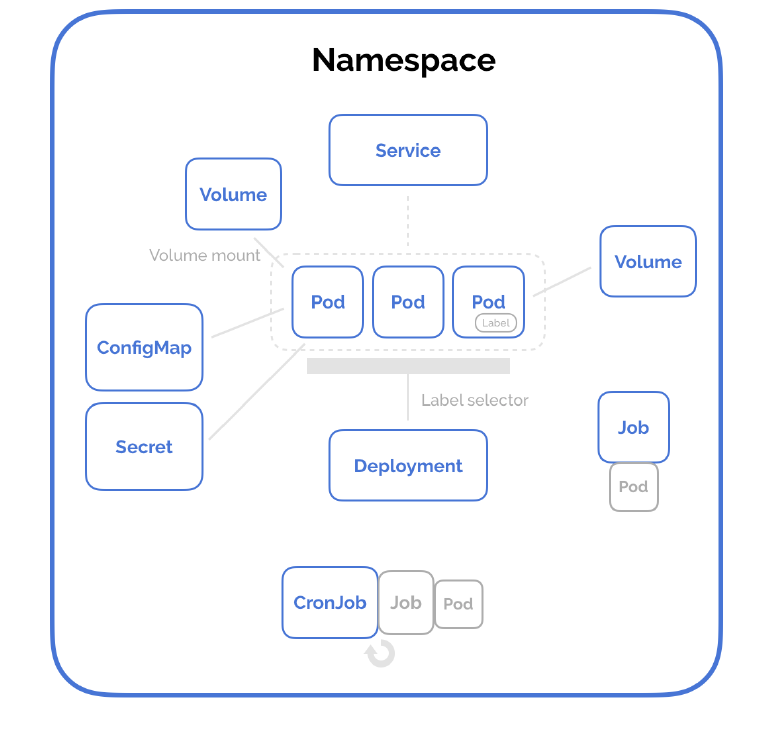 Namespace
Service
Volume
Volume mount
Volume
Pod
Pod
Pod
Label
ConfigMap
Label selector
Secret
Deployment
Job
Pod
CronJob
Job
Pod